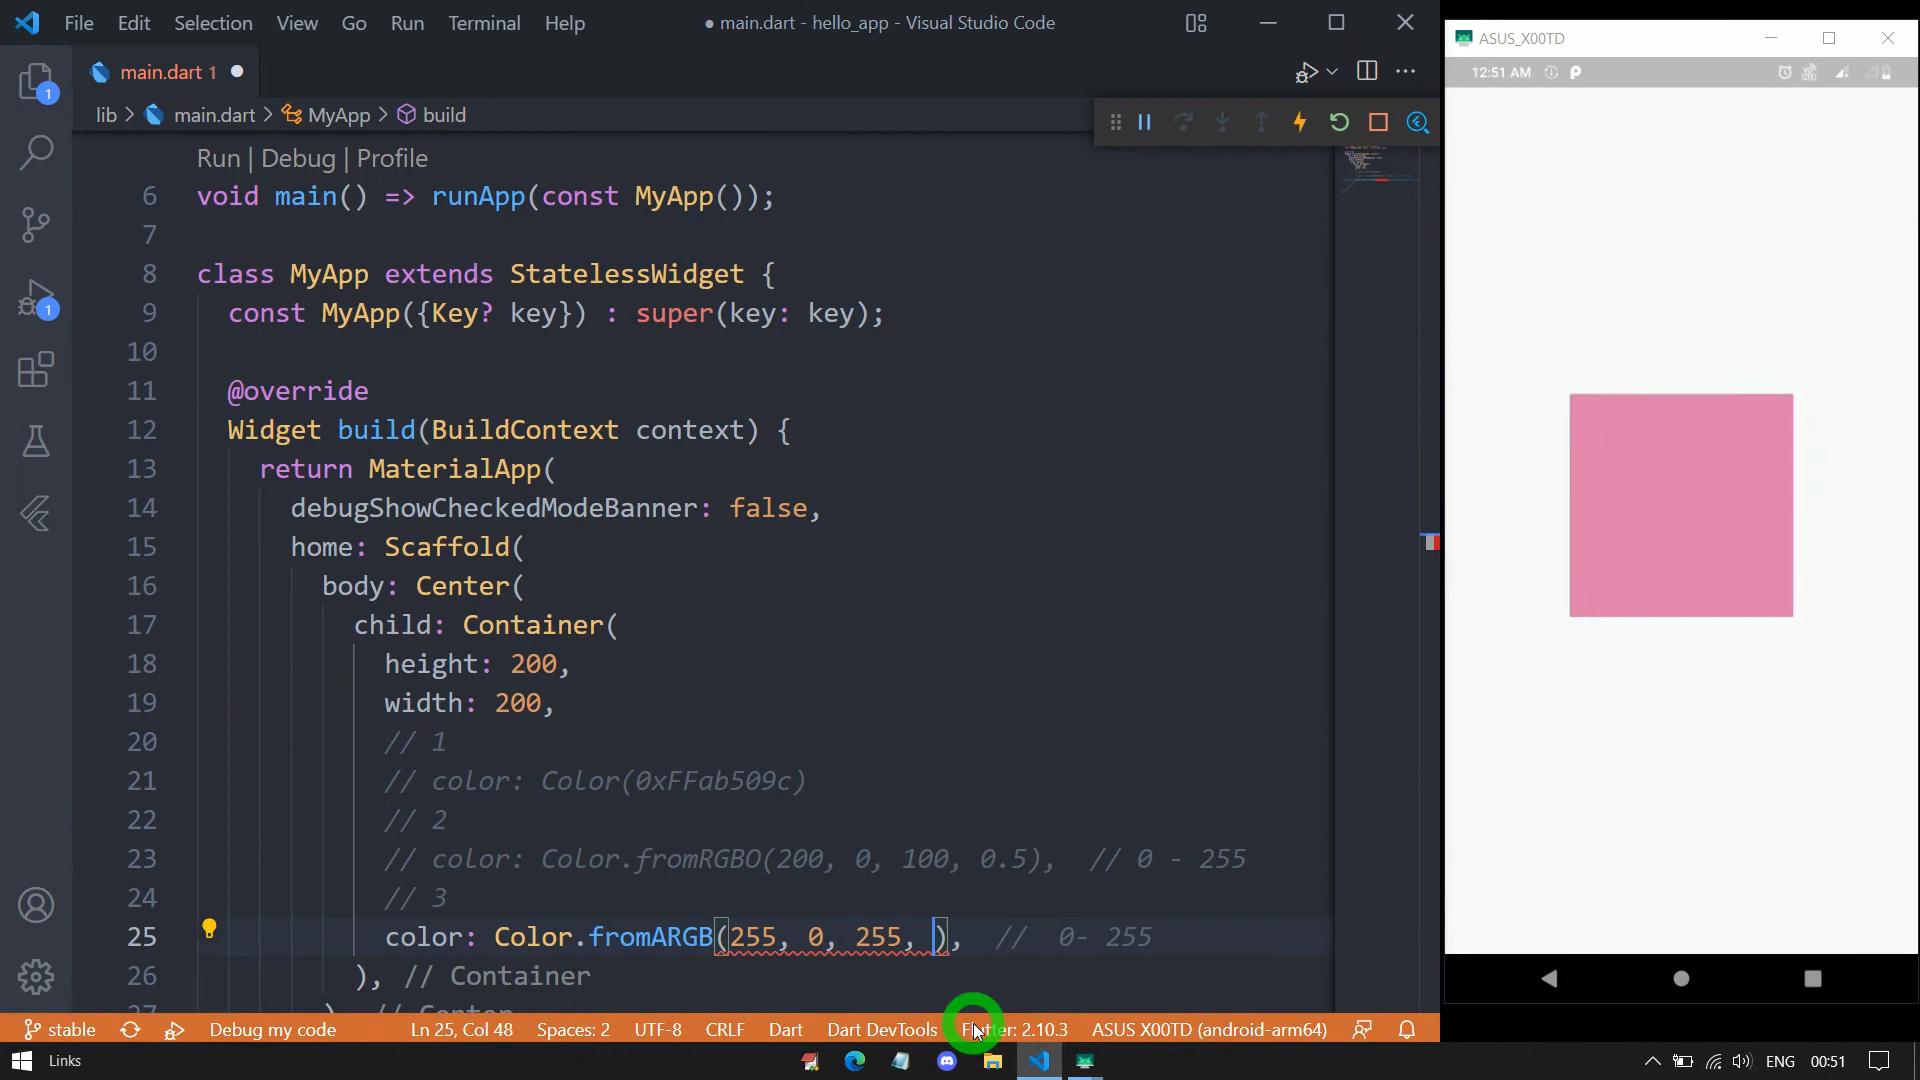 File Edit Selection View Go Run Terminal Help
● main.dart - hello_app - Visual Studio Code
ASUS_X00TD
main.dart 1
12:51 AM
lib > main.dart > MyApp > build
Run | Debug | Profile
6 void main() => runApp(const MyApp());
7
8 class MyApp extends StatelessWidget {
9 const MyApp({Key? key}) : super(key: key);
10
11 @override
12 Widget build(BuildContext context) {
13 return MaterialApp(
14 debugShowCheckedModeBanner: false,
15 home: Scaffold(
16 body: Center(
17 child: Container(
18 height: 200,
19 width: 200,
20 // 1
21 // color: Color(0xFFab509c)
22 // 2
23 // color: Color.fromRGBO(200, 0, 100, 0.5), // 0 - 255
24 // 3
25 color: Color.fromARGB(255, 0, 255, ), // 0- 255
26 ), // Container
27 ) // Center
1
1
stable Debug my code Ln 25, Col 48 Spaces: 2 UTF-8 CRLF Dart Dart DevTools Flutter: 2.10.3 ASUS X00TD (android-arm64)
Links ENG 00:51